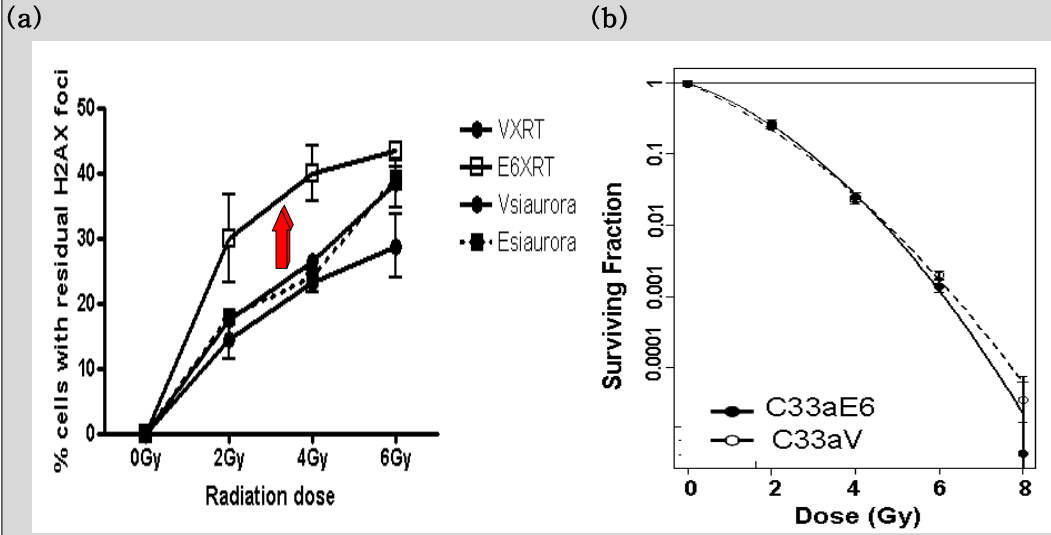 (a)
(b)
% cells with residual H2AX foci
50
40
30
20
10
0
0Gy
2Gy
4Gy
6Gy
Radiation dose
VXRT
E6XRT
Vsiaurora
Esiaurora
Surviving Fraction
1
0.1
0.01
0.001
0.0001
C33aE6
C33aV
0
2
4
6
8
Dose (Gy)